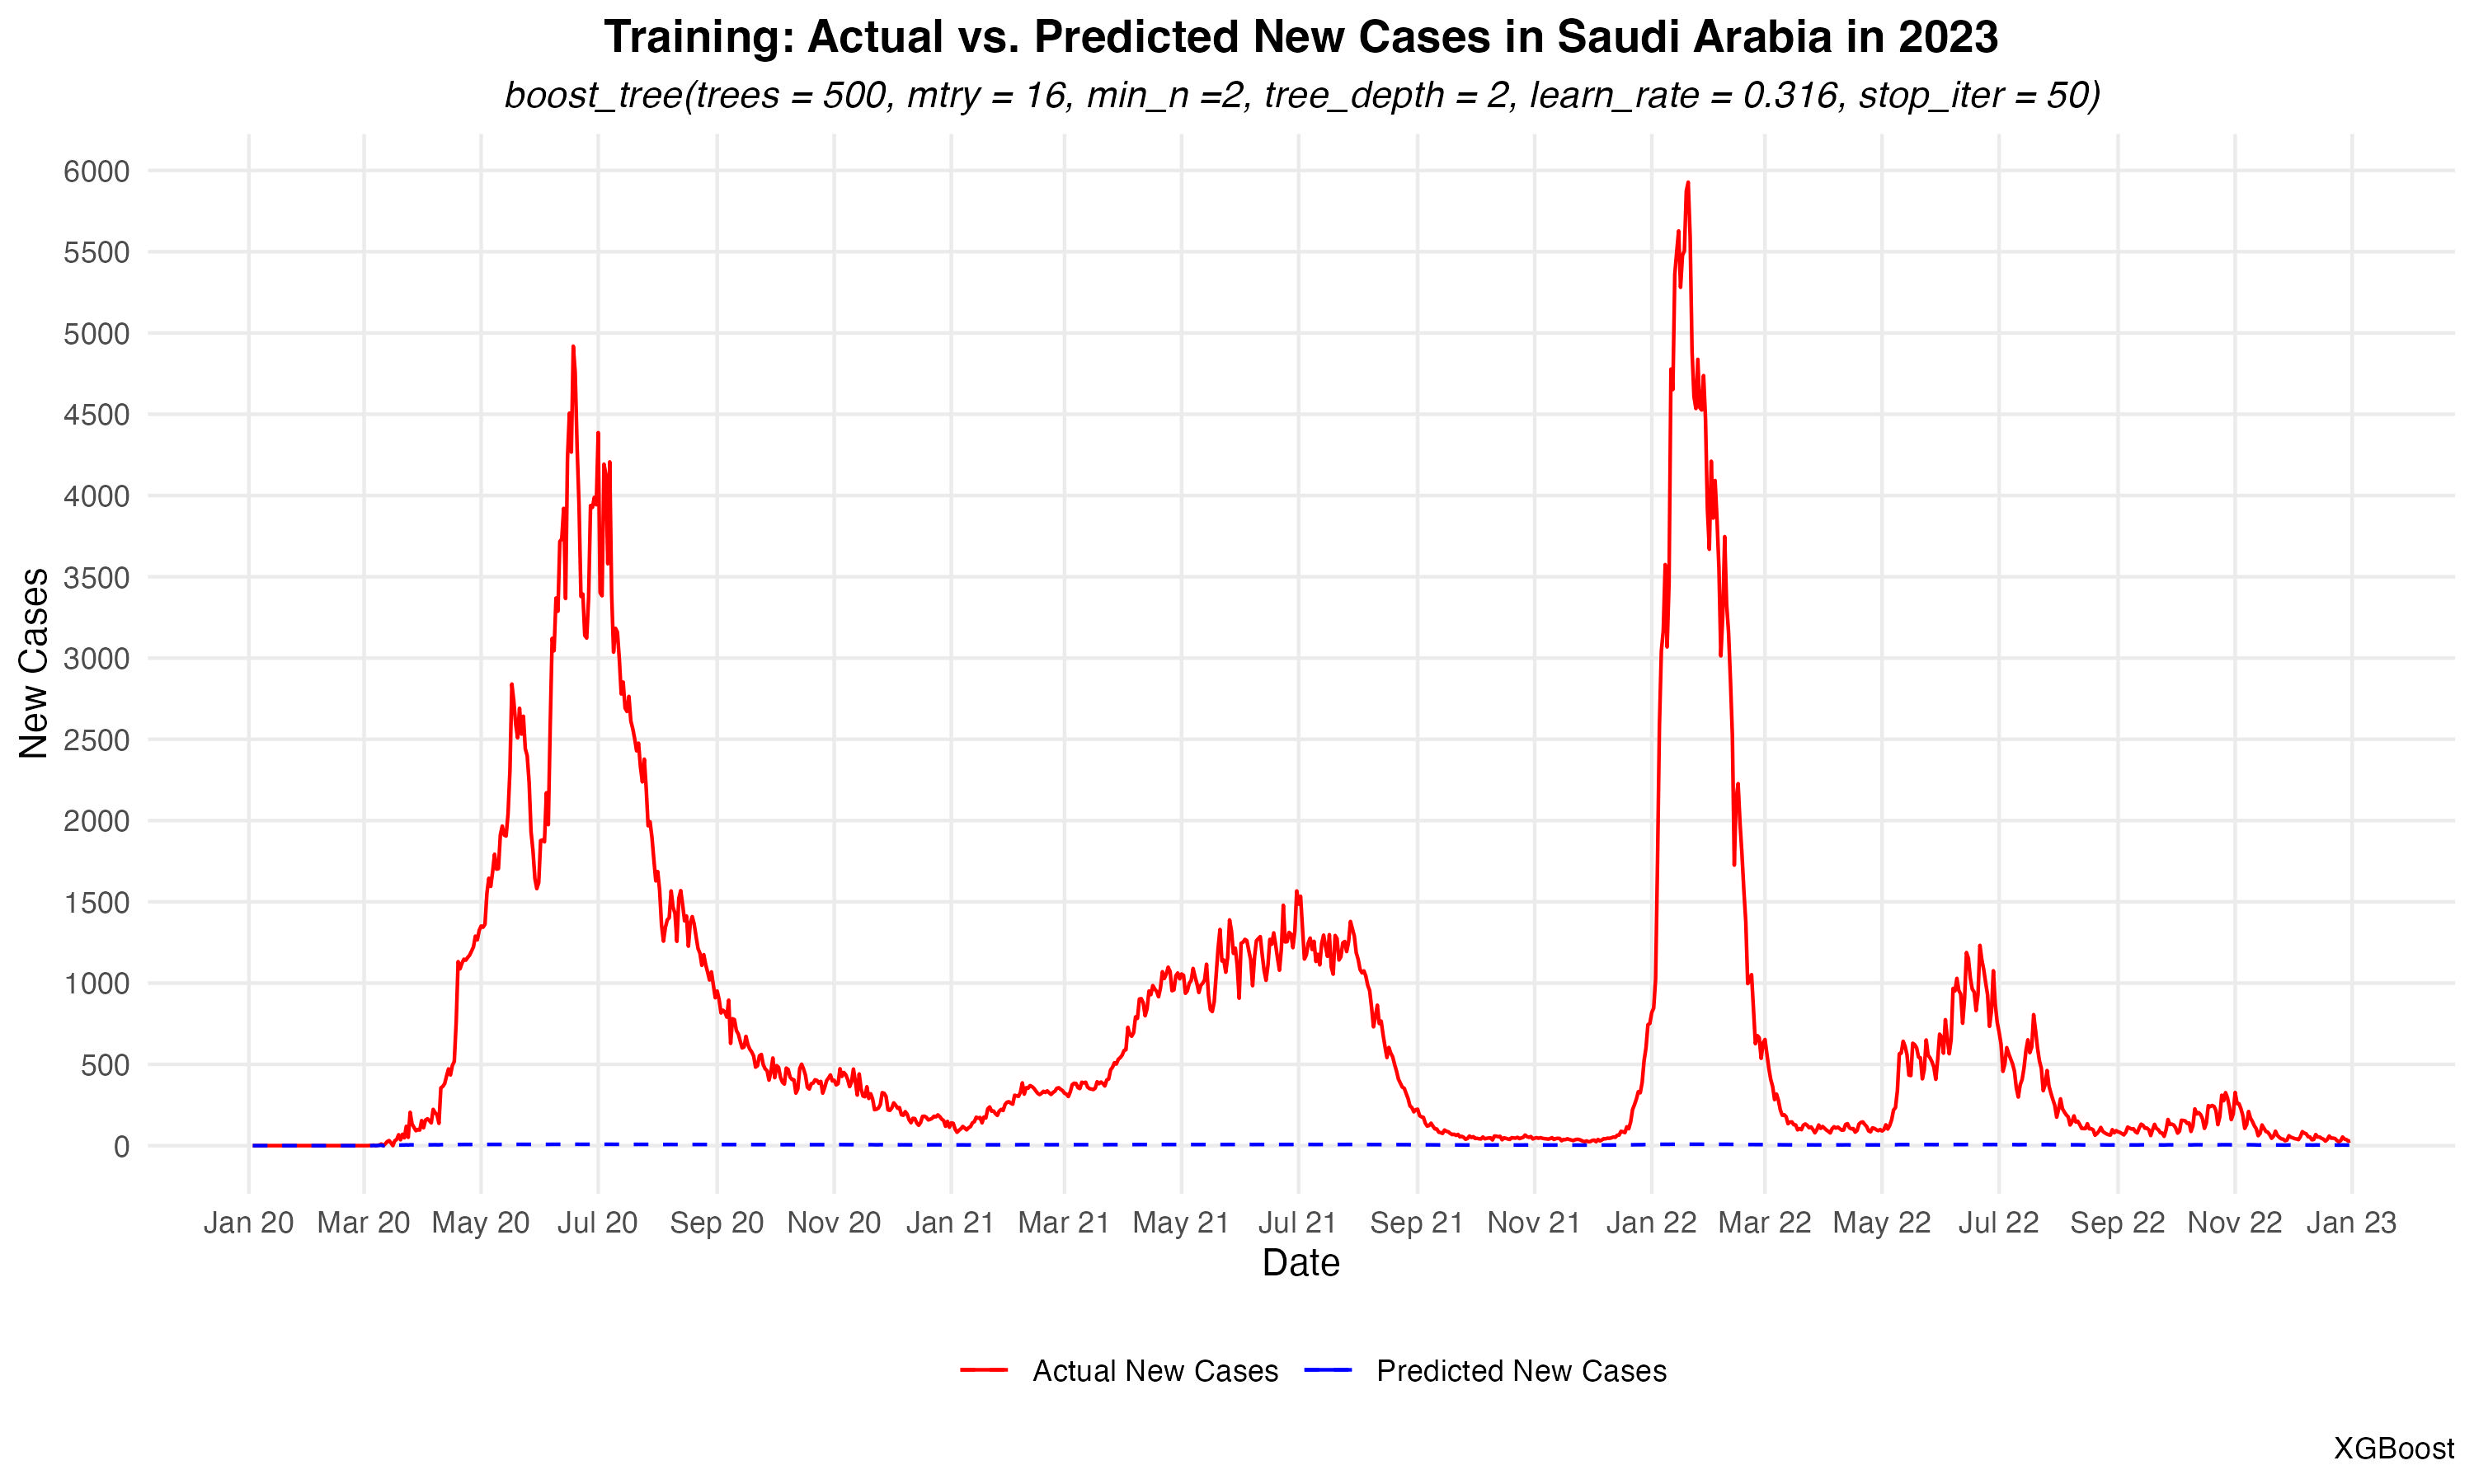 Training: Actual vs. Predicted New Cases in Saudi Arabia in 2023
boost_tree(trees = 500, mtry = 16, min_n =2, tree_depth = 2, learn_rate = 0.316, stop_iter = 50)
New Cases
6000
5500
5000
4500
4000
3500
3000
2500
2000
1500
1000
500
0
Jan 20 Mar 20 May 20 Jul 20 Sep 20 Nov 20 Jan 21 Mar 21 May 21 Jul 21 Sep 21 Nov 21 Jan 22 Mar 22 May 22 Jul 22 Sep 22 Nov 22 Jan 23
Date
Actual New Cases Predicted New Cases
XGBoost